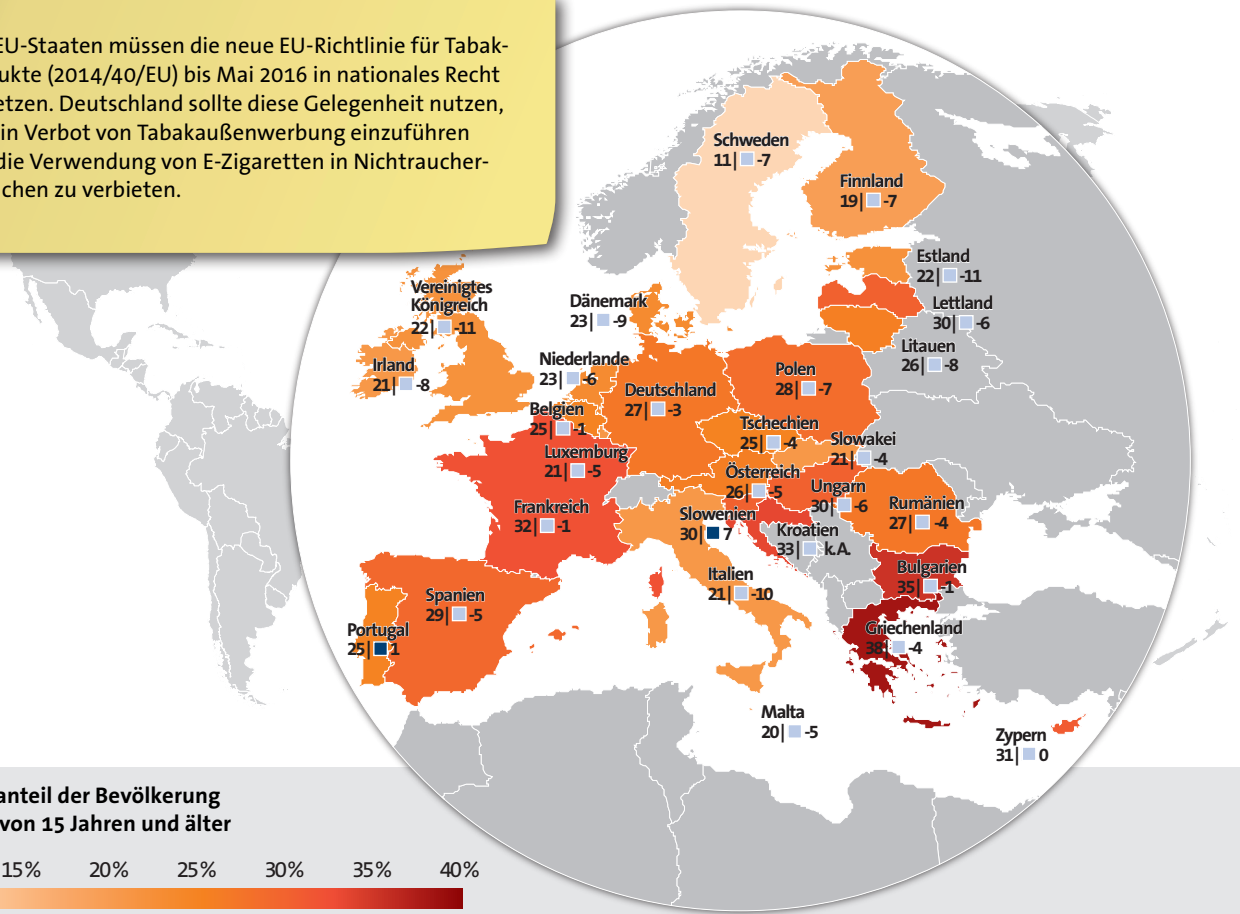 EU-Staaten müssen die neue EU-Richtlinie für Tabak-
ukte (2014/40/EU) bis Mai 2016 in nationales Recht
etzen. Deutschland sollte diese Gelegenheit nutzen,
in Verbot von Tabakaußenwerbung einzuführen
die Verwendung von E-Zigaretten in Nichtraucher-
chen zu verbieten.
Schweden
11| -7
Finnland
19| -7
Estland
22| -11
Lettland
30| -6
Litauen
26| -8
Vereinigtes
Königreich
22| -11
Dänemark
23| -9
Irland
21| -8
Niederlande
23| -6
Deutschland
27| -3
Polen
28| -7
Belgien
25| -1
Tschechien
25| -4
Slowakei
21| -4
Luxemburg
21| -5
Österreich
26| -5
Ungarn
30| -6
Rumänien
27| -4
Frankreich
32| -1
Slowenien
30| 7
Kroatien
33| k.A.
Bulgarien
35| -1
Italien
21| -10
Spanien
29| -5
Portugal
25| 1
Griechenland
38| -4
Malta
20| -5
Zypern
31| 0
anteil der Bevölkerung
von 15 Jahren und älter
15% 20% 25% 30% 35% 40%